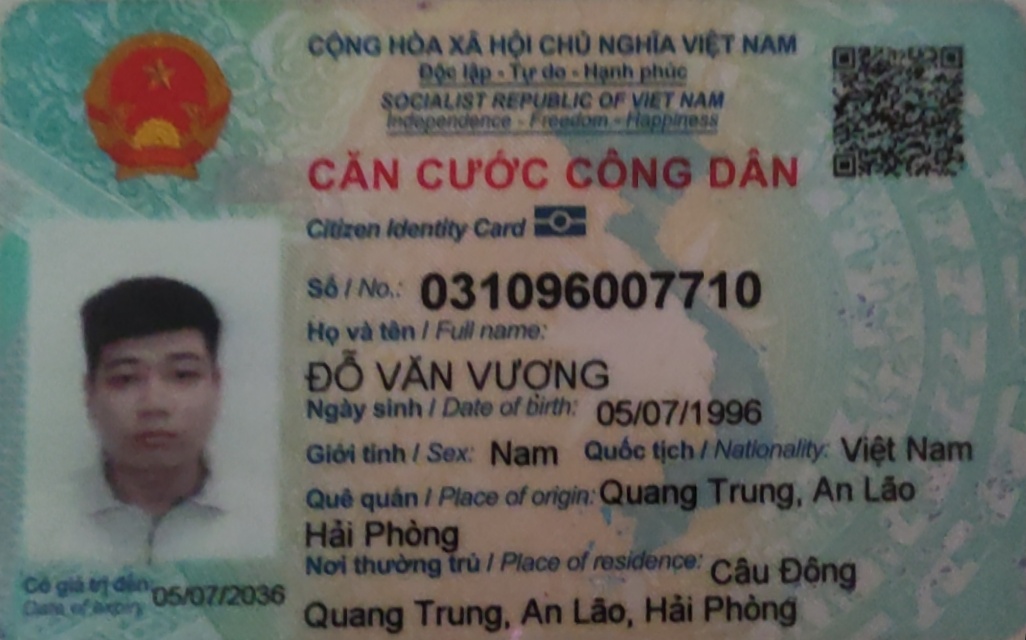 CỘNG HÒA XÃ HỘI CHỦ NGHĨA VIỆT NAM
Độc lập - Tự do - Hạnh phúc
SOCIALIST REPUBLIC OF VIET NAM
Independence - Freedom - Happiness
CĂN CƯỚC CÔNG DÂN
Citizen Identity Card
Số / No.: 031096007710
Họ và tên / Full name:
ĐỖ VĂN VƯƠNG
Ngày sinh / Date of birth: 05/07/1996
Giới tính / Sex: Nam Quốc tịch / Nationality: Việt Nam
Quê quán / Place of origin: Quang Trung, An Lão
Hải Phòng
Nơi thường trú / Place of residence: Câu Đông
Quang Trung, An Lão, Hải Phòng
Có giá trị đến: 05/07/2036
Date of expiry